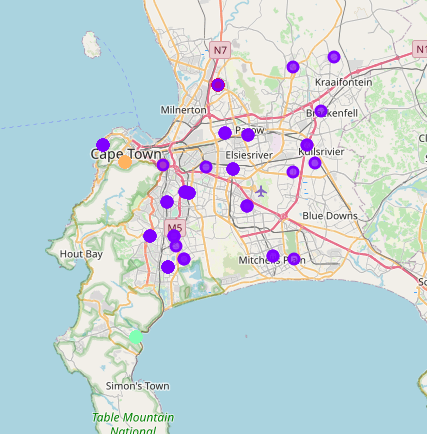 N7
N1
Kraaifontein
Milnerton
Brackenfell
Parow
Cape Town
Elsiesriver
Kuilsrivier
Blue Downs
M5
Hout Bay
Mitchells Plain
Simon's Town
Table Mountain
National